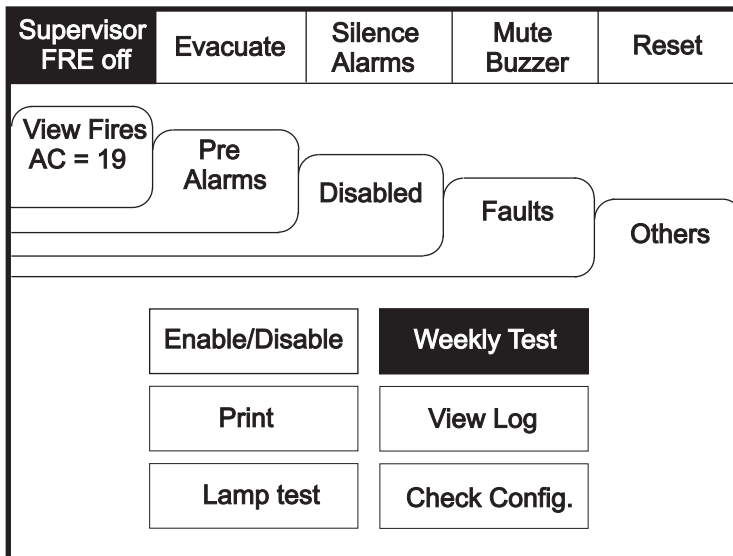 Supervisor
FRE off
Evacuate
Silence
Alarms
Mute
Buzzer
Reset
View Fires
AC = 19
Pre
Alarms
Disabled
Faults
Others
Enable/Disable
Weekly Test
Print
View Log
Lamp test
Check Config.